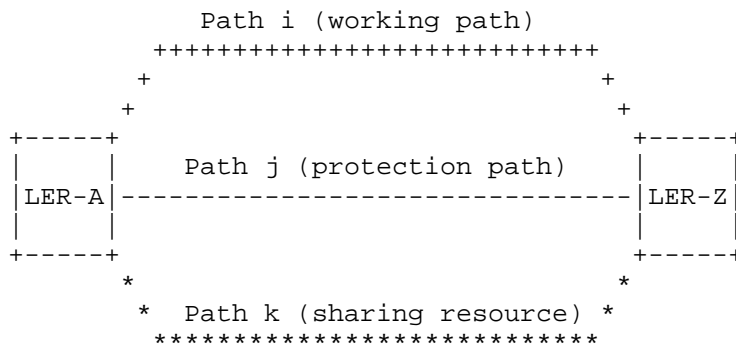 Path i (working path)
Path j (protection path)
LER-A
LER-Z
Path k (sharing resource)